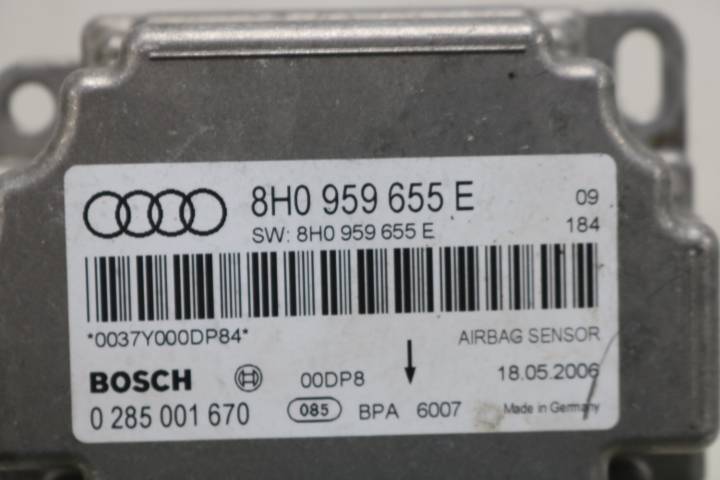 8H0 959 655 E 09
SW: 8H0 959 655 E 184
*0037Y000DP84* AIRBAG SENSOR
BOSCH 00DP8 18.05.2006
0 285 001 670 085 BPA 6007 Made in Germany